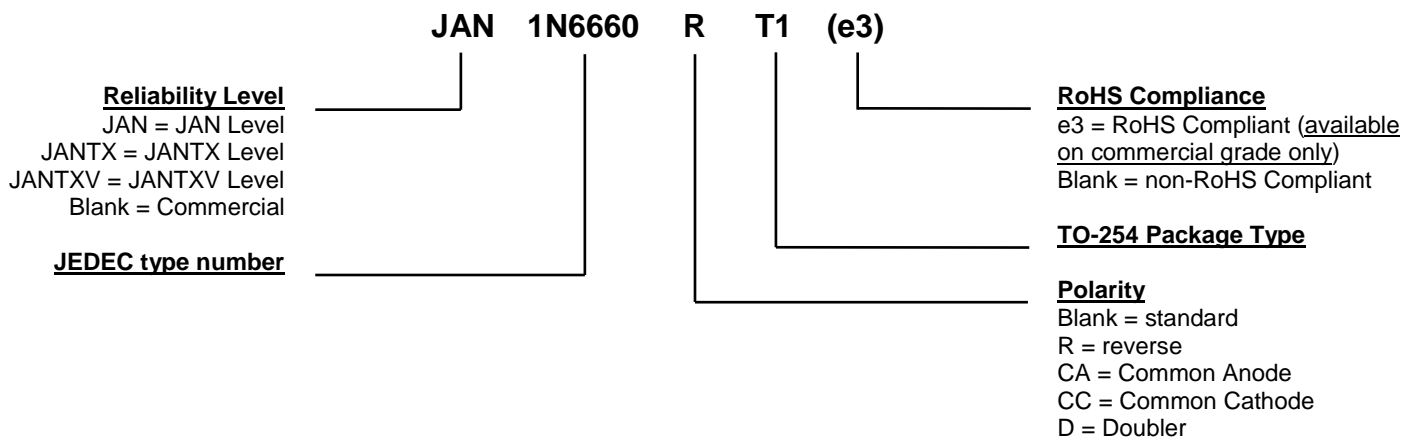 JAN 1N6660 R T1 (e3)
Reliability Level
JAN = JAN Level
JANTX = JANTX Level
JANTXV = JANTXV Level
Blank = Commercial
JEDEC type number
RoHS Compliance
e3 = RoHS Compliant (available
on commercial grade only)
Blank = non-RoHS Compliant
TO-254 Package Type
Polarity
Blank = standard
R = reverse
CA = Common Anode
CC = Common Cathode
D = Doubler